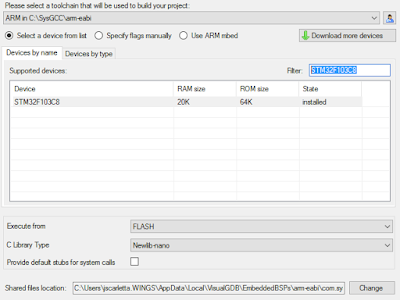 Please select a toolchain that will be used to build your project:
ARM in C:\SysGCC\arm-eabi
Select a device from list Specify flags manually Use ARM mbed Download more devices
Devices by name Devices by type
Supported devices: Filter: STM32F103C8
Device RAM size ROM size State
STM32F103C8 20K 64K installed
Execute from FLASH
C Library Type Newlib-nano
Provide default stubs for system calls
Shared files location: C:\Users\jscarletta.WINGS\AppData\Local\VisualGDB\EmbeddedBSPs\arm-eabi\com.sy Change